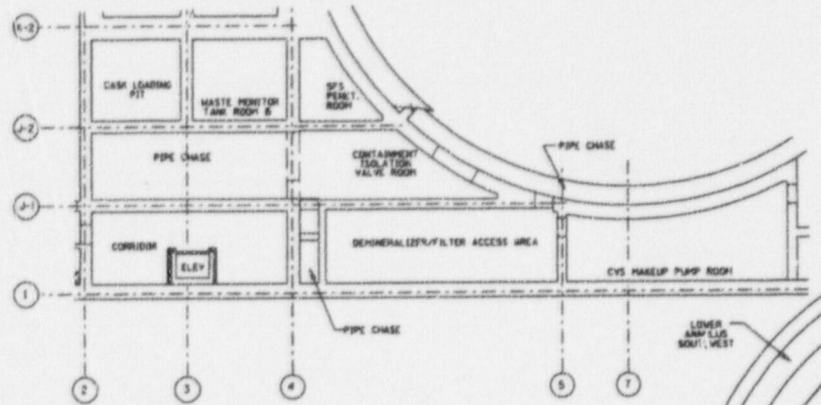 K-2
CASK LOADING
PIT
WASTE MONITOR
TANK ROOM B
SFS
PENET.
ROOM
J-2
PIPE CHASE
CONTAINMENT
ISOLATION
VALVE ROOM
PIPE CHASE
J-1
CORRIDOR
ELEV
DEMINERALIZER/FILTER ACCESS AREA
CVS MAKEUP PUMP ROOM
I
PIPE CHASE
LOWER
ANNULUS
SOUTHWEST
2
3
4
5
7